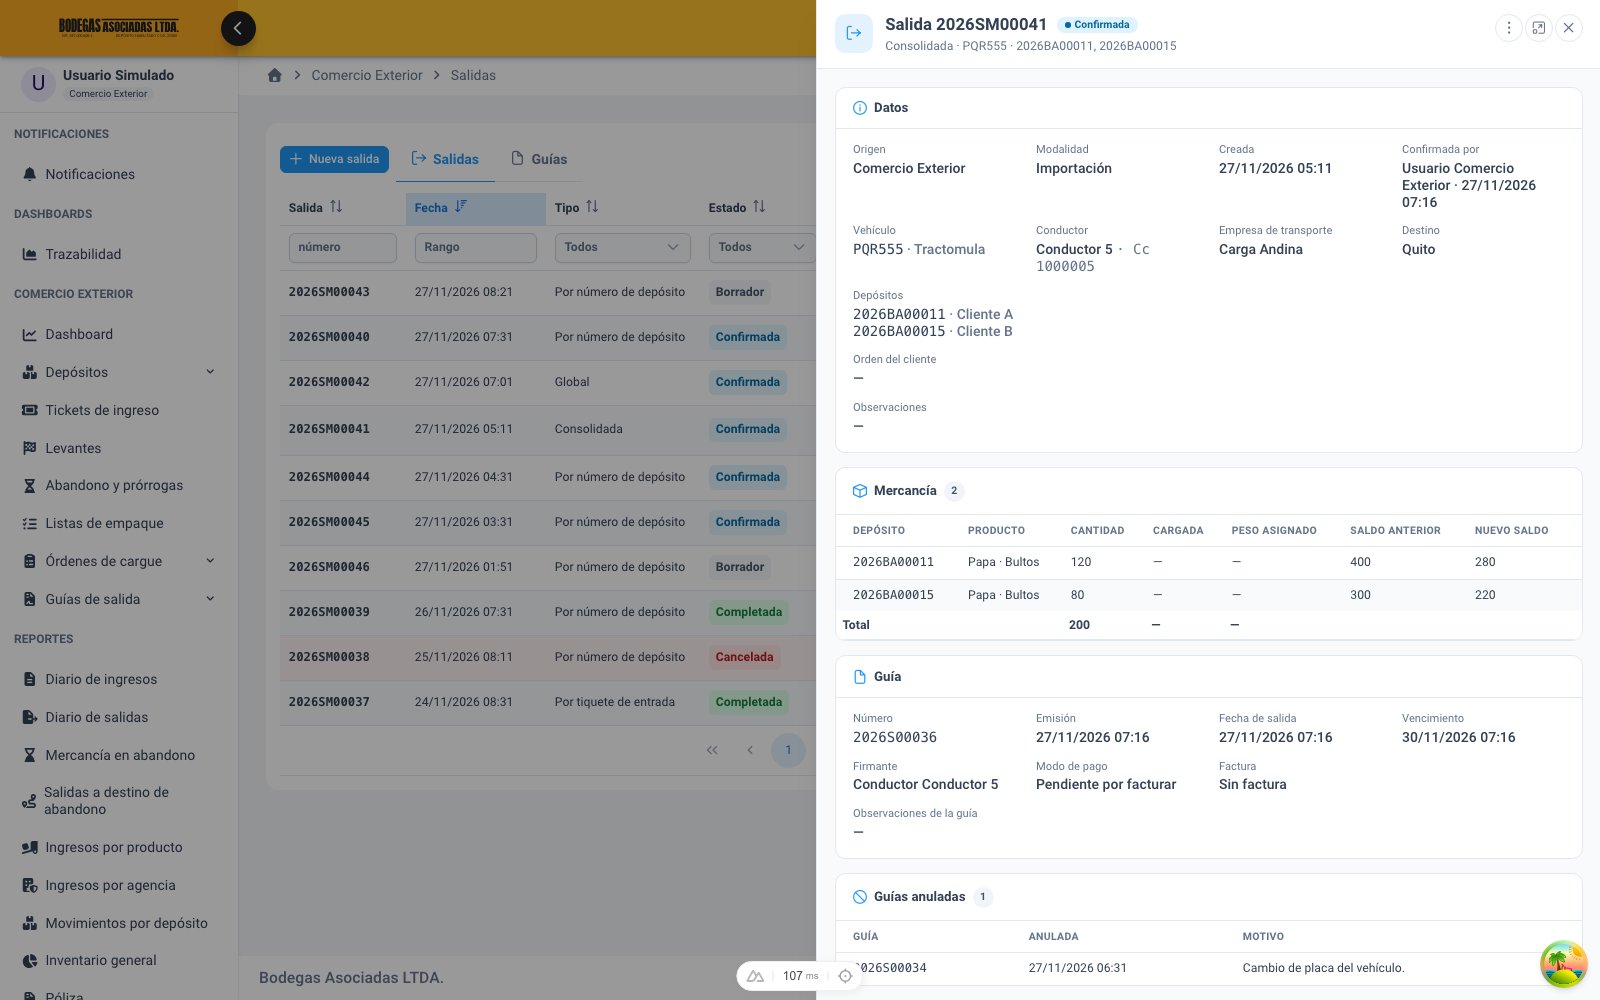 BODEGAS ASOCIADAS LTDA.
Usuario Simulado
U
Comercio Exterior
NOTIFICACIONES
Notificaciones
DASHBOARDS
Trazabilidad
COMERCIO EXTERIOR
Dashboard
Depósitos
Tickets de ingreso
Levantes
Abandono y prórrogas
Listas de empaque
Órdenes de cargue
Guías de salida
REPORTES
Diario de ingresos
Diario de salidas
Mercancía en abandono
Salidas a destino de
abandono
Ingresos por producto
Ingresos por agencia
Movimientos por depósito
Inventario general
Póliza
Comercio Exterior
Salidas
Nueva salida
Salidas
Guías
Salida Fecha Tipo Estado
número Rango Todos Todos
2026SM00043 27/11/2026 08:21 Por número de depósito Borrador
2026SM00040 27/11/2026 07:31 Por número de depósito Confirmada
2026SM00042 27/11/2026 07:01 Global Confirmada
2026SM00041 27/11/2026 05:11 Consolidada Confirmada
2026SM00044 27/11/2026 04:31 Por número de depósito Confirmada
2026SM00045 27/11/2026 03:31 Por número de depósito Confirmada
2026SM00046 27/11/2026 01:51 Por número de depósito Borrador
2026SM00039 26/11/2026 07:31 Por número de depósito Completada
2026SM00038 25/11/2026 08:11 Por número de depósito Cancelada
2026SM00037 24/11/2026 08:31 Por tiquete de entrada Completada
1
Bodegas Asociadas LTDA.
107 ms
Salida 2026SM00041 Confirmada
Consolidada · PQR555 · 2026BA00011, 2026BA00015
Datos
Origen Modalidad Creada Confirmada por
Comercio Exterior Importación 27/11/2026 05:11 Usuario Comercio
Exterior · 27/11/2026
07:16
Vehículo Conductor Empresa de transporte Destino
PQR555 · Tractomula Conductor 5 · Cc Carga Andina Quito
1000005
Depósitos
2026BA00011 · Cliente A
2026BA00015 · Cliente B
Orden del cliente
—
Observaciones
—
Mercancía 2
DEPÓSITO PRODUCTO CANTIDAD CARGADA PESO ASIGNADO SALDO ANTERIOR NUEVO SALDO
2026BA00011 Papa · Bultos 120 — — 400 280
2026BA00015 Papa · Bultos 80 — — 300 220
Total 200 — —
Guía
Número Emisión Fecha de salida Vencimiento
2026S00036 27/11/2026 07:16 27/11/2026 07:16 30/11/2026 07:16
Firmante Modo de pago Factura
Conductor Conductor 5 Pendiente por facturar Sin factura
Observaciones de la guía
—
Guías anuladas 1
GUÍA ANULADA MOTIVO
026S00034 27/11/2026 06:31 Cambio de placa del vehículo.